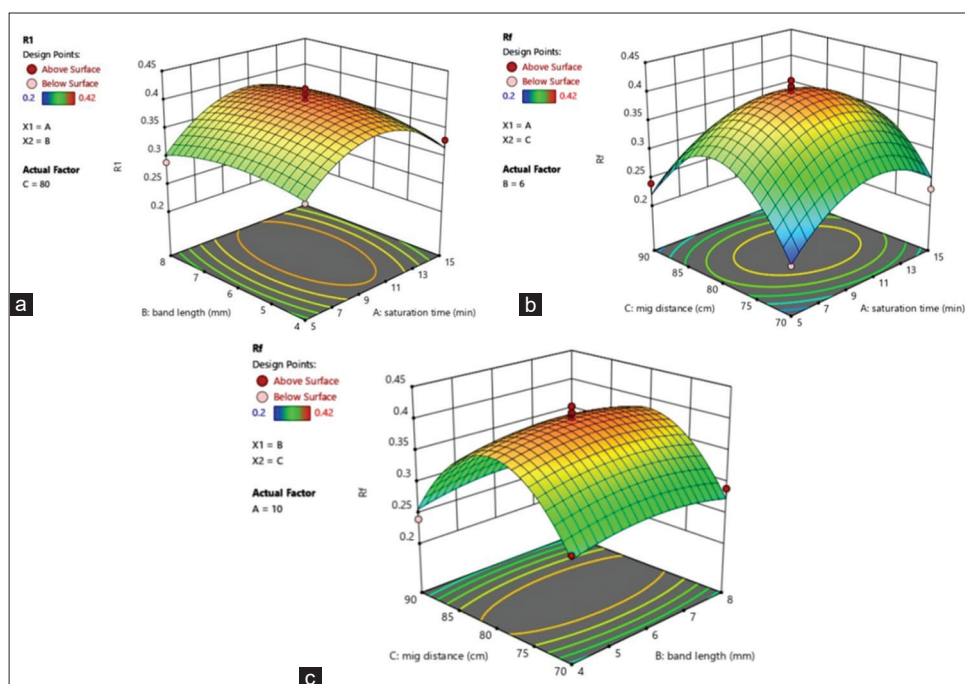 R1
Design Points:
Above Surface
Below Surface
0.2 0.42
X1 = A
X2 = B
Actual Factor
C = 80
0.45
0.4
0.35
0.3
0.25
0.2
R1
8
7
6
5
4
5
7
9
11
13
15
B: band length (mm)
A: saturation time (min)
a
Rf
Design Points:
Above Surface
Below Surface
0.2 0.42
X1 = A
X2 = C
Actual Factor
B = 6
0.45
0.4
0.35
0.3
0.25
0.2
Rf
90
85
80
75
70
5
7
9
11
13
15
C: mig distance (cm)
A: saturation time (min)
b
Rf
Design Points:
Above Surface
Below Surface
0.2 0.42
X1 = B
X2 = C
Actual Factor
A = 10
0.45
0.4
0.35
0.3
0.25
0.2
Rf
90
85
80
75
70
4
5
6
7
8
C: mig distance (cm)
B: band length (mm)
c